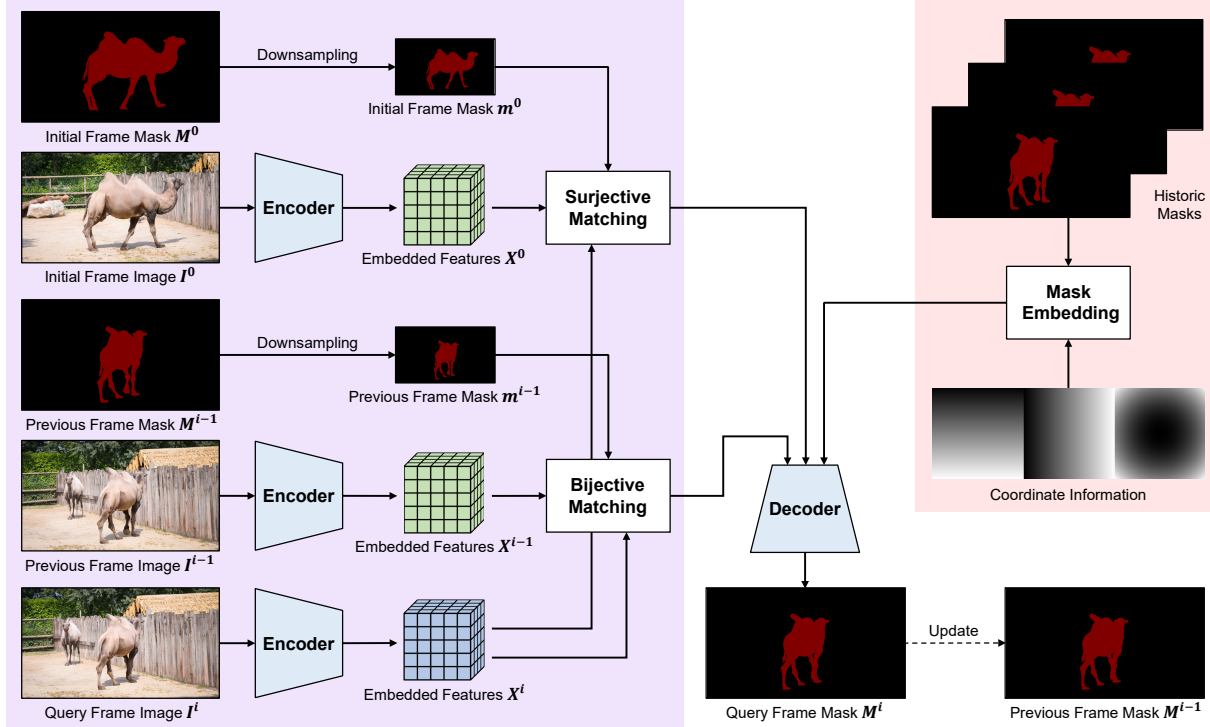 Downsampling
Initial Frame Mask m⁰
Initial Frame Mask M⁰
Encoder
Embedded Features X⁰
Initial Frame Image I⁰
Surjective
Matching
Downsampling
Previous Frame Mask mⁱ⁻¹
Previous Frame Mask Mⁱ⁻¹
Encoder
Embedded Features Xⁱ⁻¹
Previous Frame Image Iⁱ⁻¹
Bijective
Matching
Encoder
Embedded Features Xⁱ
Query Frame Image Iⁱ
Historic
Masks
Mask
Embedding
Coordinate Information
Decoder
Query Frame Mask Mⁱ
Update
Previous Frame Mask Mⁱ⁻¹